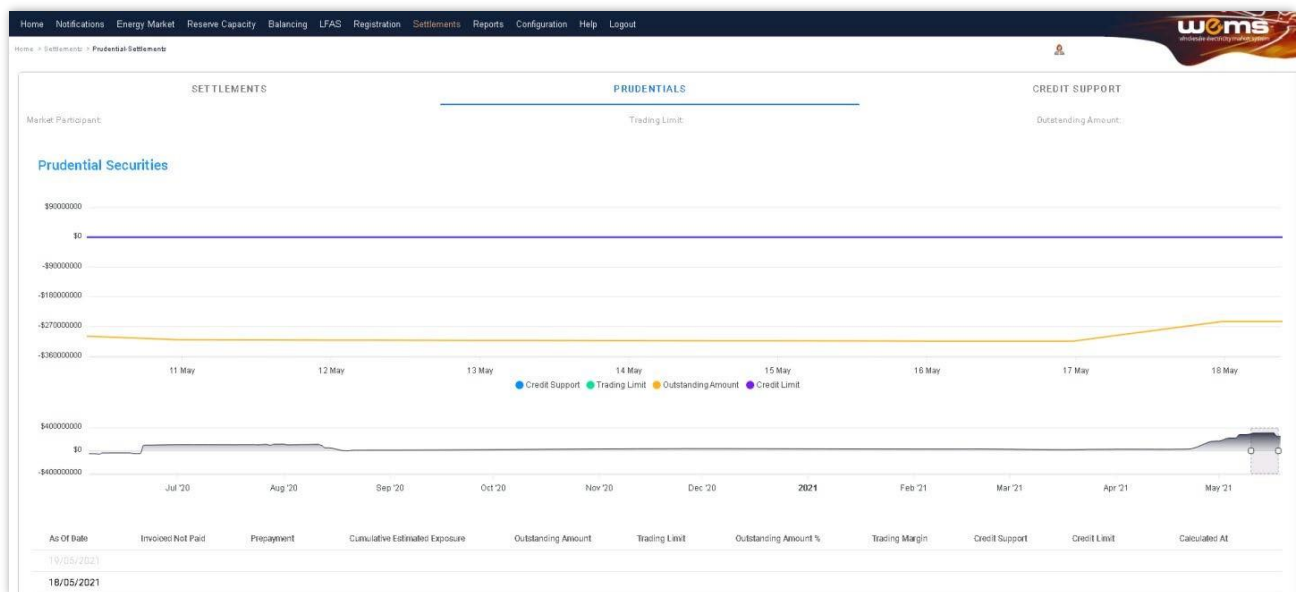 Home Notifications Energy Market Reserve Capacity Balancing LFAS Registration Settlements Reports Configuration Help Logout
wems
wholesale electricity market system
Home > Settlements > Prudential-Settlements
SETTLEMENTS PRUDENTIALS CREDIT SUPPORT
Market Participant: Trading Limit: Outstanding Amount:
Prudential Securities
$90000000
$0
-$90000000
-$180000000
-$270000000
-$360000000
11 May 12 May 13 May 14 May 15 May 16 May 17 May 18 May
Credit Support Trading Limit Outstanding Amount Credit Limit
$400000000
$0
-$400000000
Jul '20 Aug '20 Sep '20 Oct '20 Nov '20 Dec '20 2021 Feb '21 Mar '21 Apr '21 May '21
As Of Date Invoiced Not Paid Prepayment Cumulative Estimated Exposure Outstanding Amount Trading Limit Outstanding Amount % Trading Margin Credit Support Credit Limit Calculated At
19/05/2021
18/05/2021